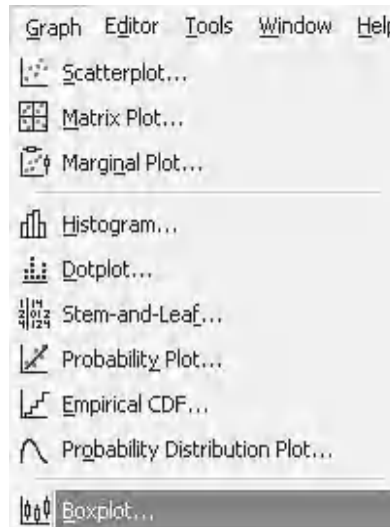 Graph Editor Tools Window Help
Scatterplot...
Matrix Plot...
Marginal Plot...
Histogram...
Dotplot...
Stem-and-Leaf...
Probability Plot...
Empirical CDF...
Probability Distribution Plot...
Boxplot...